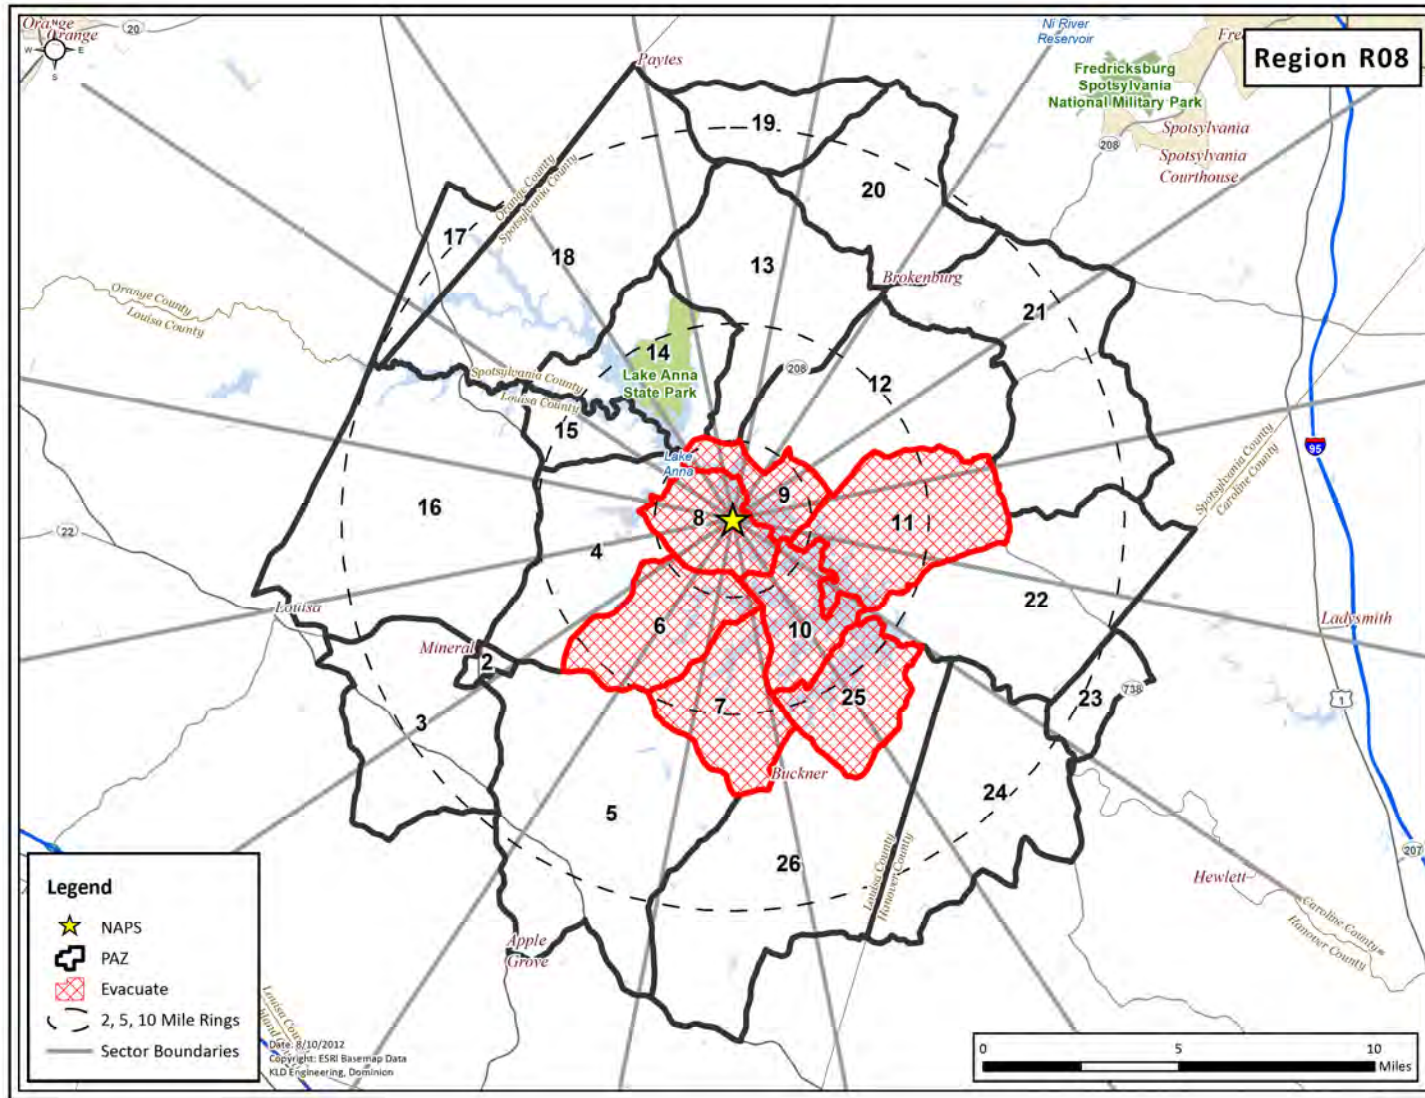 Region R08
Orange
Orange
20
N
W
E
S
Paytes
Ni River
Reservoir
Fre
Fredricksburg
Spotsylvania
National Military Park
Spotsylvania
208
Spotsylvania
Courthouse
19
20
17
Orange County
Spotsylvania County
18
13
Brokenburg
21
Orange County
Louisa County
14
Lake Anna
State Park
208
12
Spotsylvania County
Louisa County
15
Lake
Anna
95
Spotsylvania County
Caroline County
16
22
9
8
11
4
Louisa
22
Ladysmith
Mineral
2
6
10
23
738
25
1
3
7
Buckner
24
5
26
Louisa County
Hanover County
207
Hewlett
Caroline County
Hanover County
Apple
Grove
Legend
NAPS
PAZ
Evacuate
2, 5, 10 Mile Rings
Sector Boundaries
Louisa Cou
Date: 8/10/2012
Copyright: ESRI Basemap Data
KLD Engineering, Dominion
0
5
10
Miles